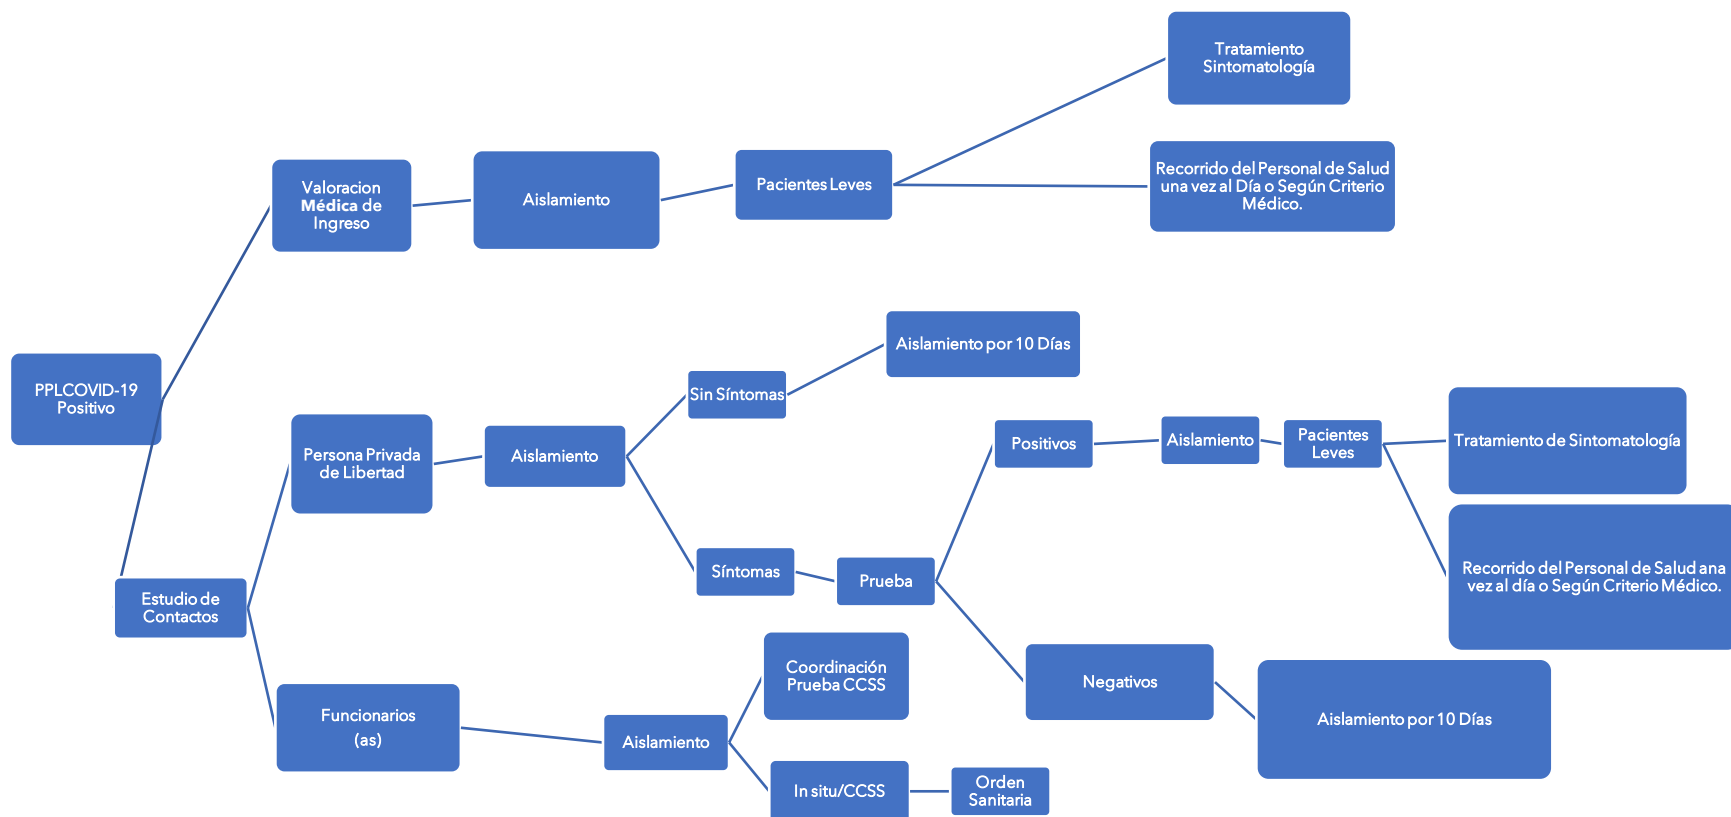 Tratamiento
Sintomatología
Valoracion
Médica de
Ingreso
Aislamiento
Pacientes Leves
Recorrido del Personal de Salud
una vez al Día o Según Criterio
Médico.
PPLCOVID-19
Positivo
Estudio de
Contactos
Persona Privada
de Libertad
Aislamiento
Sin Síntomas
Aislamiento por 10 Días
Síntomas
Prueba
Positivos
Aislamiento
Pacientes
Leves
Tratamiento de Sintomatología
Recorrido del Personal de Salud ana
vez al día o Según Criterio Médico.
Negativos
Aislamiento por 10 Días
Funcionarios
(as)
Aislamiento
Coordinación
Prueba CCSS
In situ/CCSS
Orden
Sanitaria